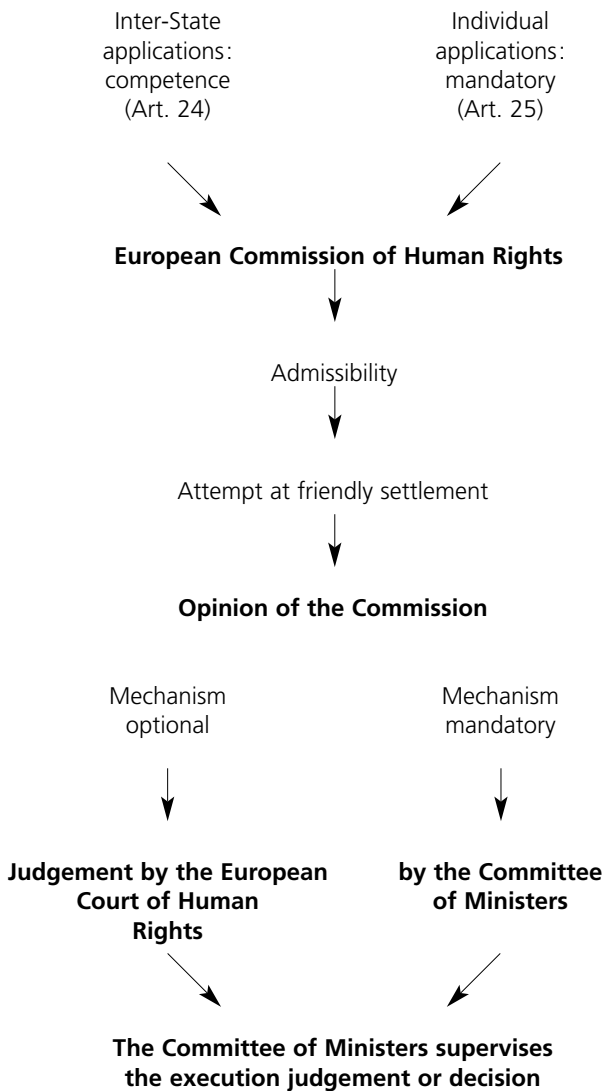 Inter-State
applications:
competence
(Art. 24)
Individual
applications:
mandatory
(Art. 25)
European Commission of Human Rights
Admissibility
Attempt at friendly settlement
Opinion of the Commission
Mechanism
optional
Mechanism
mandatory
Judgement by the European
Court of Human
Rights
by the Committee
of Ministers
The Committee of Ministers supervises
the execution judgement or decision